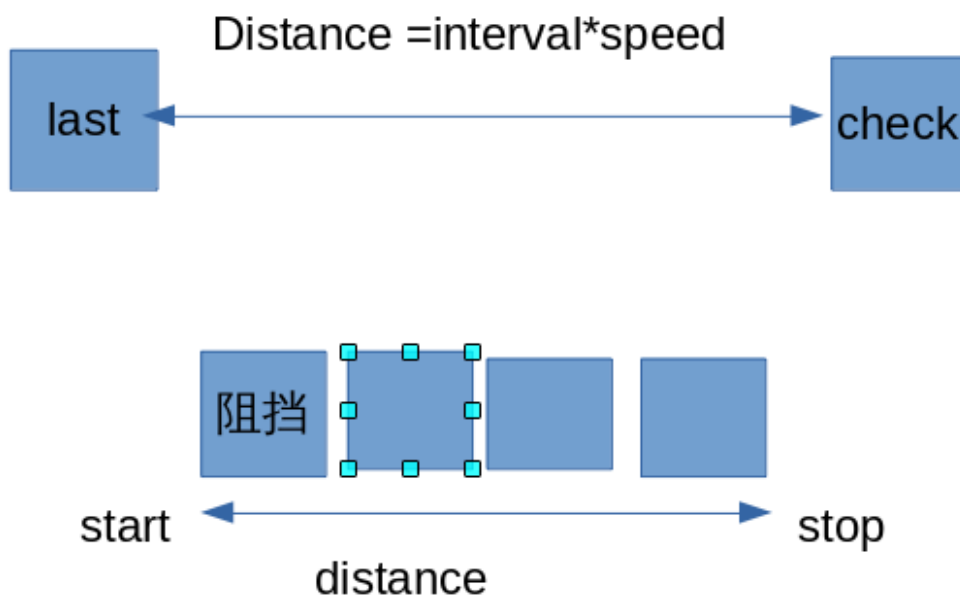 Distance =interval*speed
last
check
阻挡
start
stop
distance